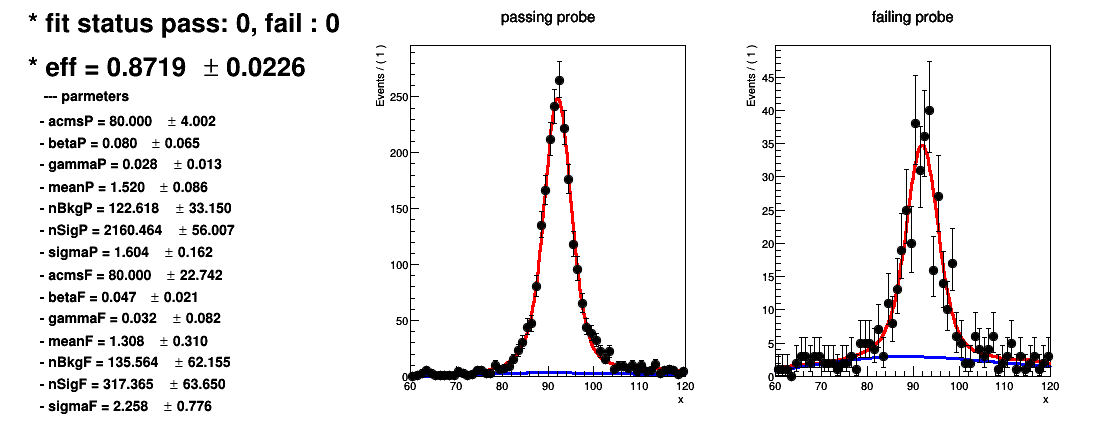 * fit status pass: 0, fail : 0
* eff = 0.8719 ± 0.0226
--- parmeters
- acmsP = 80.000 ± 4.002
- betaP = 0.080 ± 0.065
- gammaP = 0.028 ± 0.013
- meanP = 1.520 ± 0.086
- nBkgP = 122.618 ± 33.150
- nSigP = 2160.464 ± 56.007
- sigmaP = 1.604 ± 0.162
- acmsF = 80.000 ± 22.742
- betaF = 0.047 ± 0.021
- gammaF = 0.032 ± 0.082
- meanF = 1.308 ± 0.310
- nBkgF = 135.564 ± 62.155
- nSigF = 317.365 ± 63.650
- sigmaF = 2.258 ± 0.776
passing probe
Events / ( 1 )
250
200
150
100
50
0
60 70 80 90 100 110 120
x
failing probe
Events / ( 1 )
45
40
35
30
25
20
15
10
5
0
60 70 80 90 100 110 120
x